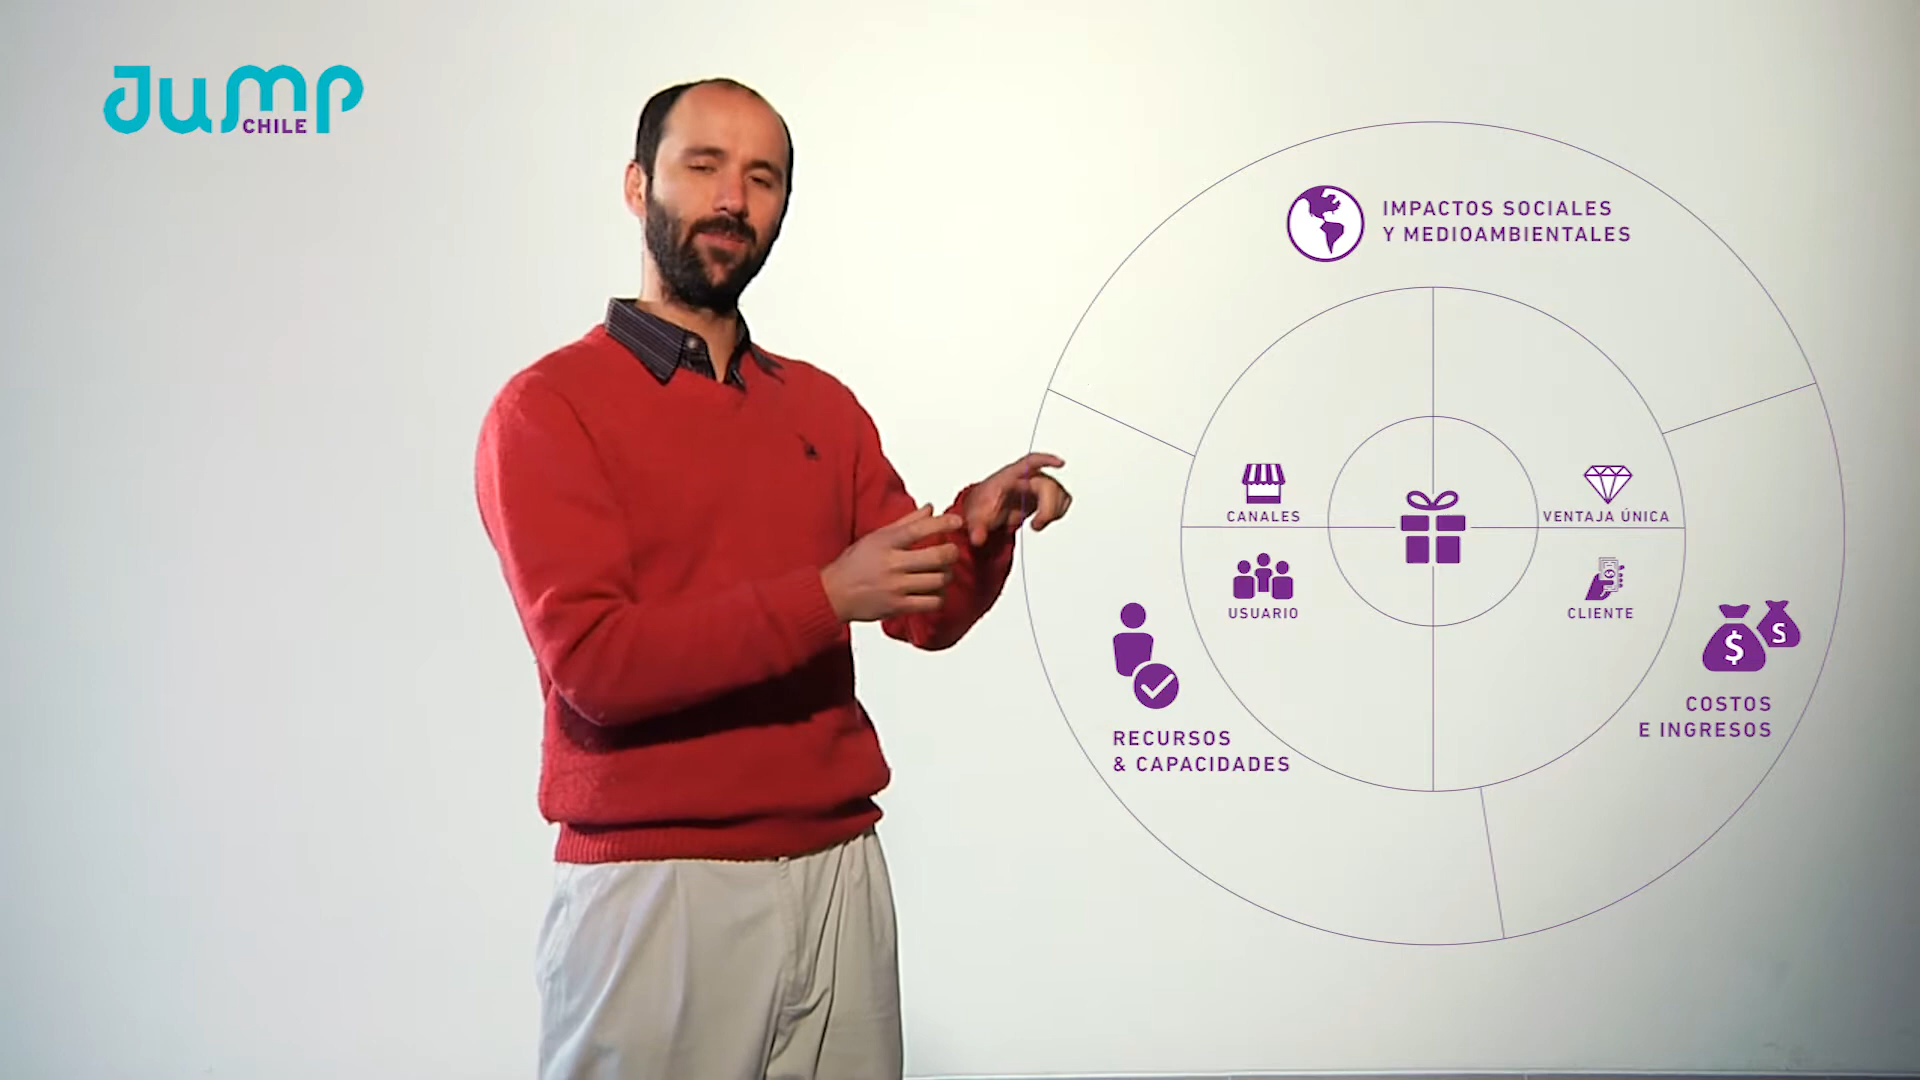 Jump
CHILE
IMPACTOS SOCIALES
Y MEDIOAMBIENTALES
CANALES
VENTAJA ÚNICA
USUARIO
CLIENTE
$
S
RECURSOS
& CAPACIDADES
COSTOS
E INGRESOS